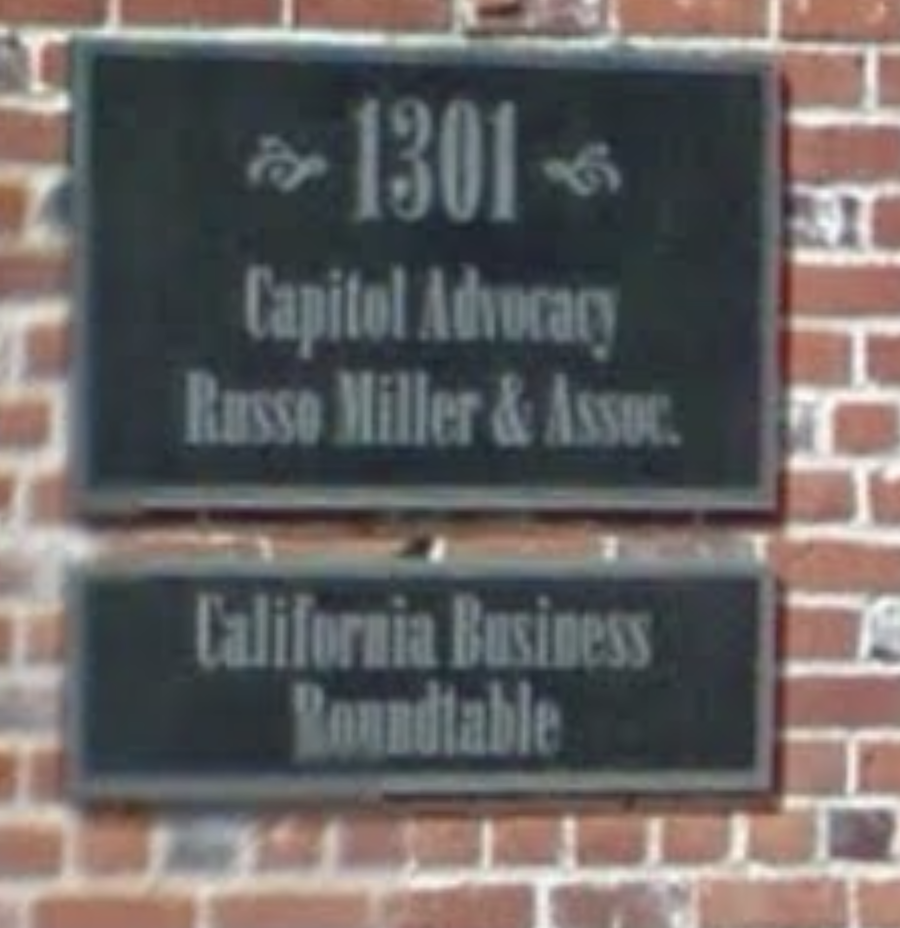 1301
Capitol Advocacy
Russo Miller & Assoc.
California Business
Roundtable